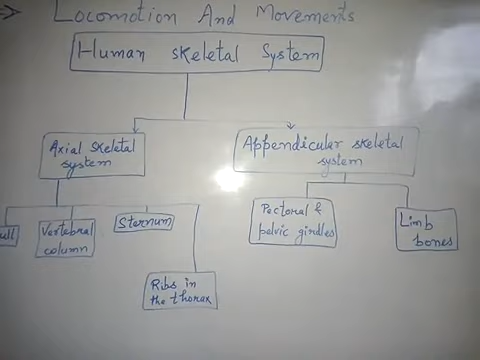 Locomotion And Movements
Human skeletal System
Axial skeletal
system
Appendicular skeletal
system
Vertebral
column
Sternum
Pectoral &
pelvic girdles
Limb
bones
Ribs in
the thorax